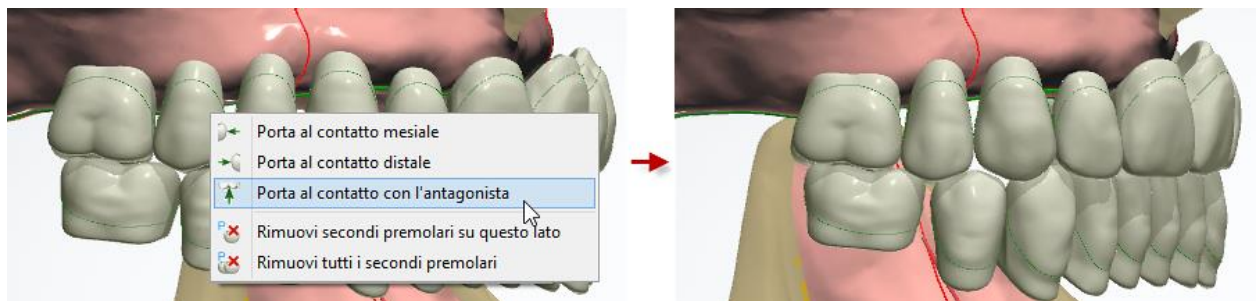 Porta al contatto mesiale
Porta al contatto distale
Porta al contatto con l'antagonista
P Rimuovi secondi premolari su questo lato
P Rimuovi tutti i secondi premolari